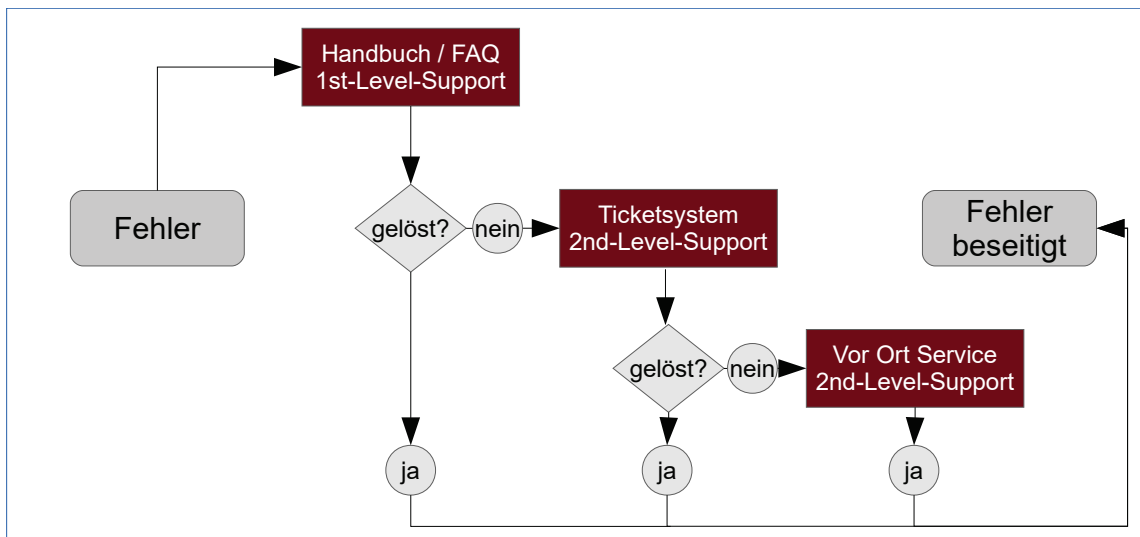 Handbuch / FAQ
1st-Level-Support
Fehler
gelöst?
nein
Ticketsystem
2nd-Level-Support
Fehler
beseitigt
gelöst?
nein
Vor Ort Service
2nd-Level-Support
ja
ja
ja